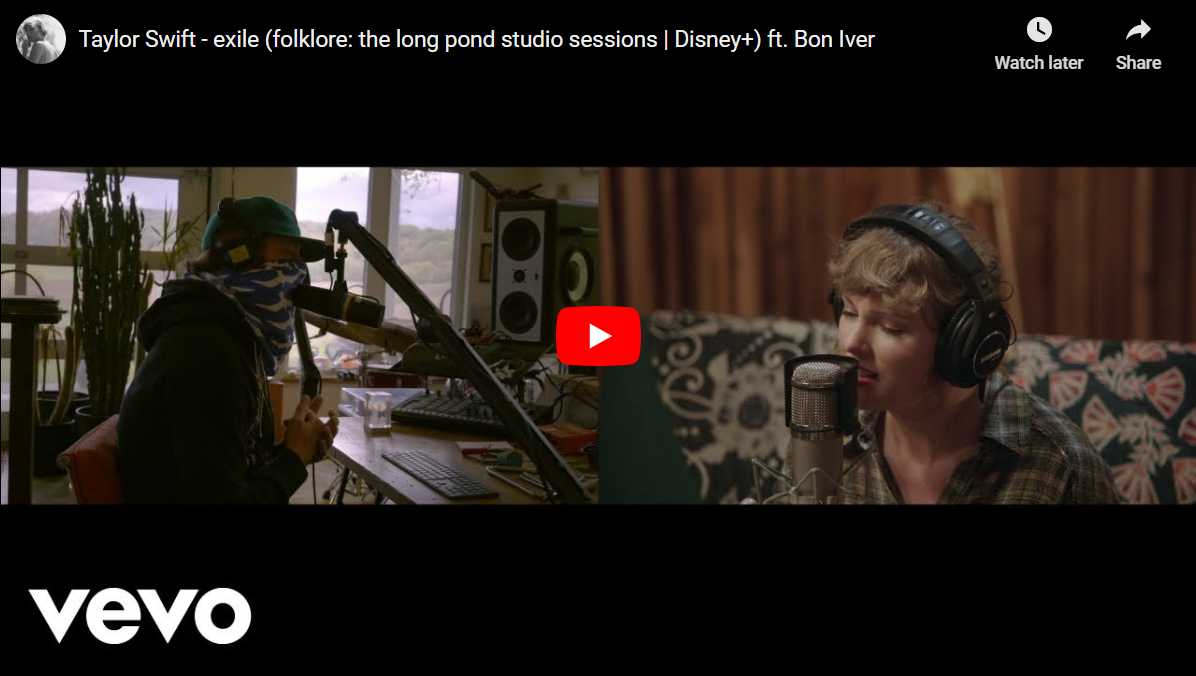 Taylor Swift - exile (folklore: the long pond studio sessions | Disney+) ft. Bon Iver
Watch later
Share
vevo